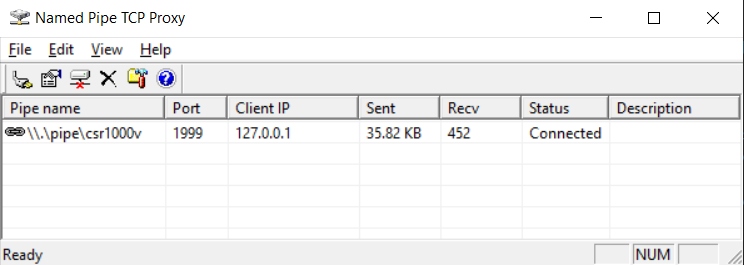 Named Pipe TCP Proxy
File Edit View Help
Pipe name Port Client IP Sent Recv Status Description
\\.\pipe\csr1000v 1999 127.0.0.1 35.82 KB 452 Connected
Ready NUM